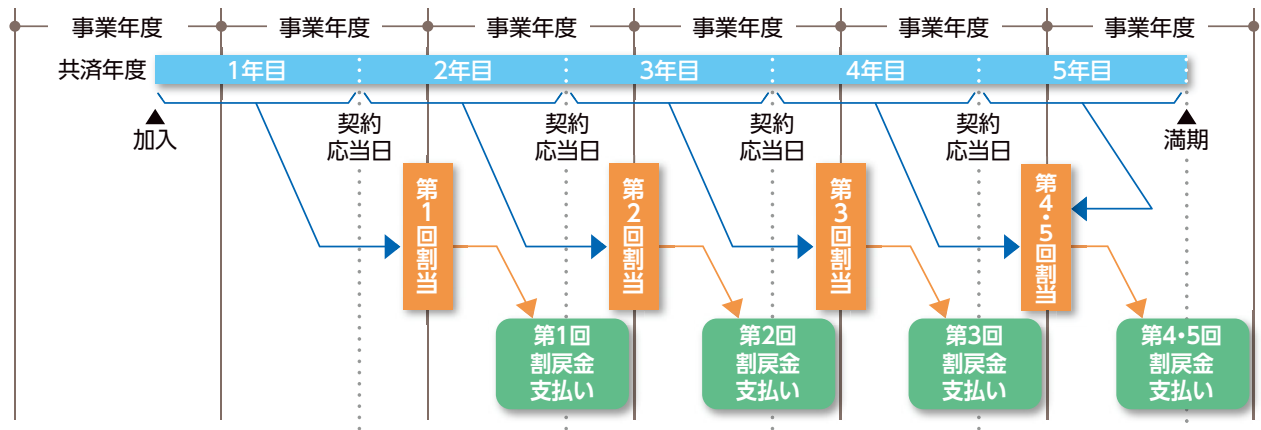 事業年度
事業年度
事業年度
事業年度
事業年度
事業年度
共済年度
1年目
2年目
3年目
4年目
5年目
▲
加入
契約
応当日
契約
応当日
契約
応当日
契約
応当日
▲
満期
第1回割当
第2回割当
第3回割当
第4・5回割当
第1回
割戻金
支払い
第2回
割戻金
支払い
第3回
割戻金
支払い
第4・5回
割戻金
支払い